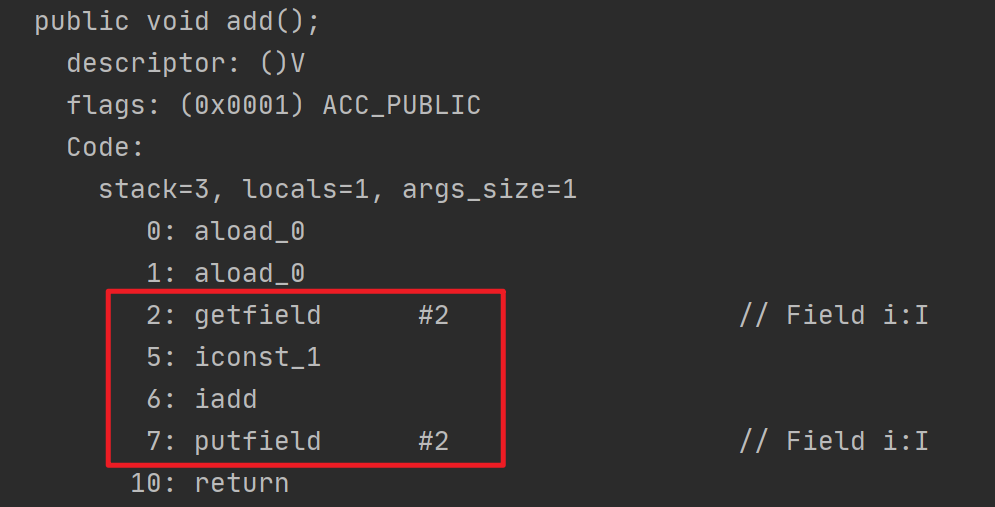 public void add();
descriptor: ()V
flags: (0x0001) ACC_PUBLIC
Code:
stack=3, locals=1, args_size=1
0: aload_0
1: aload_0
2: getfield #2 // Field i:I
5: iconst_1
6: iadd
7: putfield #2 // Field i:I
10: return